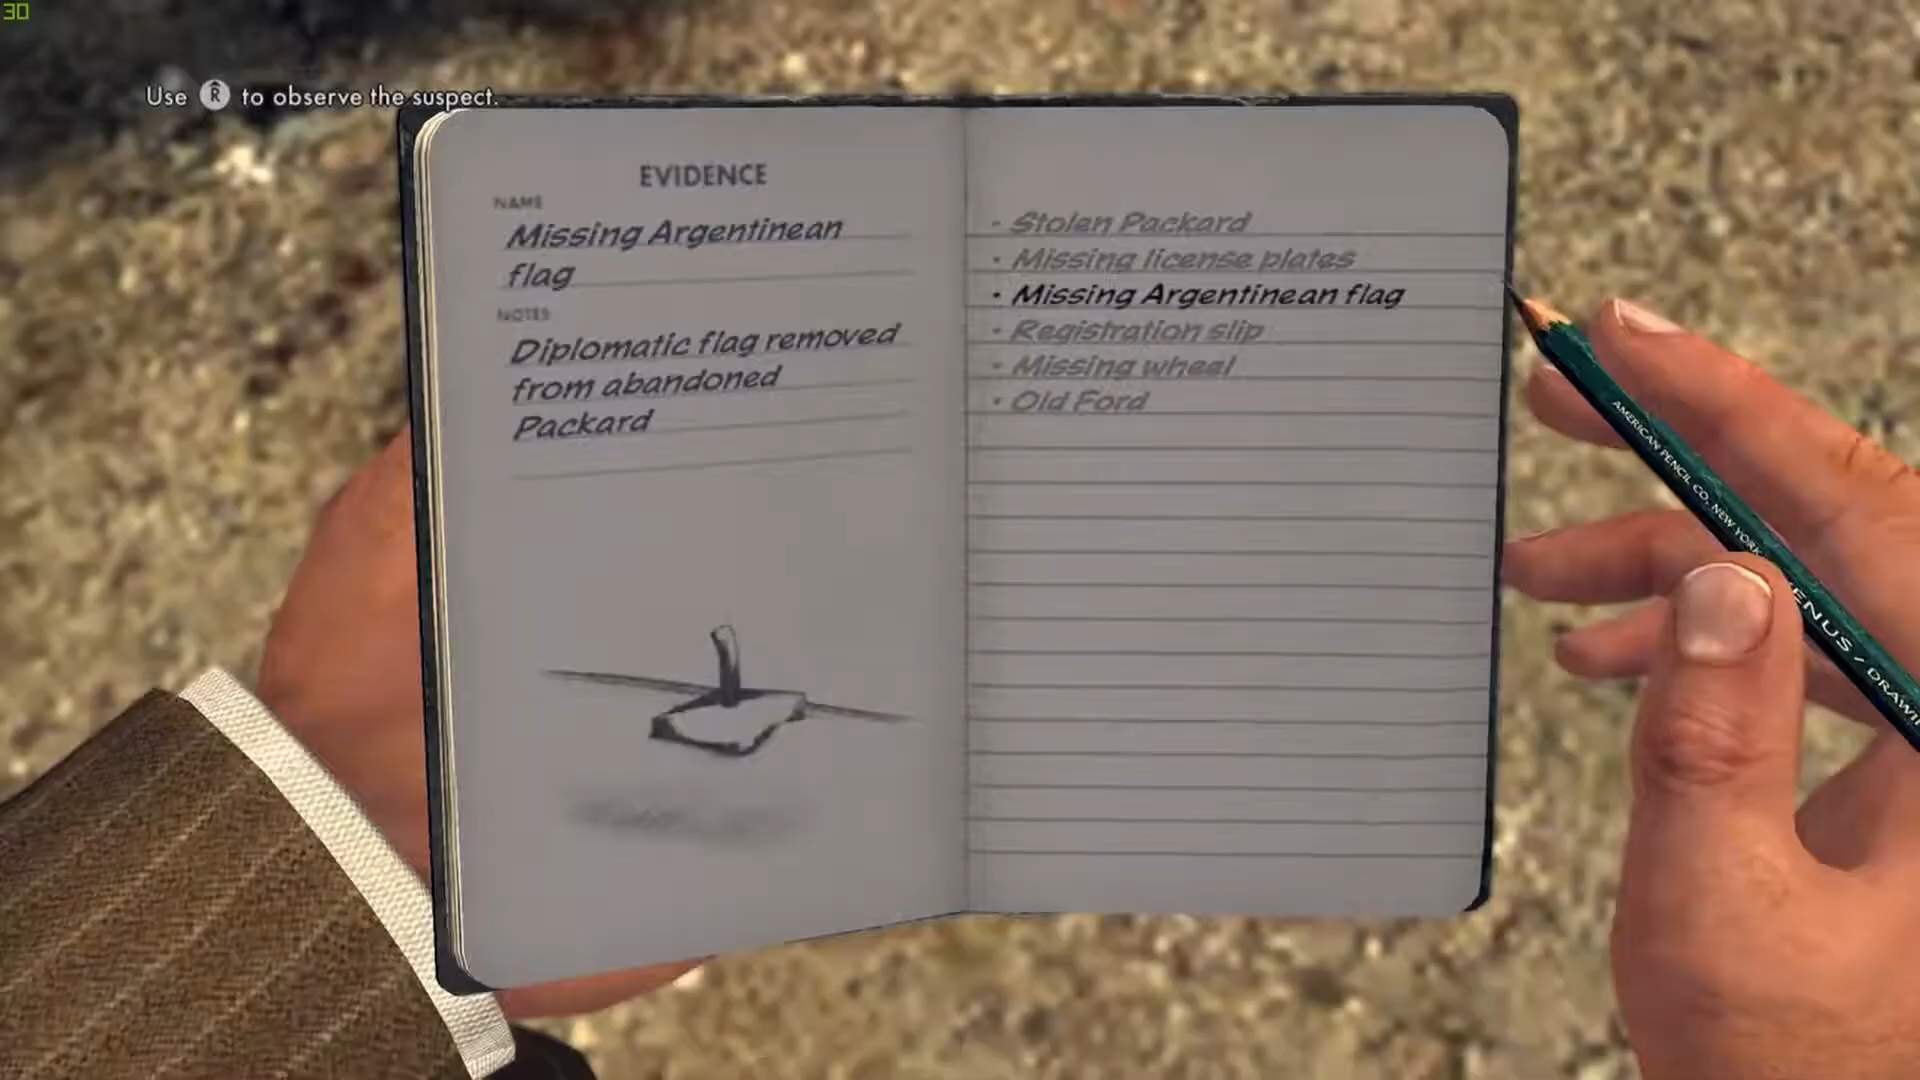 30
Use R to observe the suspect.
EVIDENCE
NAME
Missing Argentinean
flag
NOTES
Diplomatic flag removed
from abandoned
Packard
• Stolen Packard
• Missing license plates
• Missing Argentinean flag
• Registration slip
• Missing wheel
• Old Ford
AMERICAN PENCIL CO. NEW YORK
VENUS / DRAWI